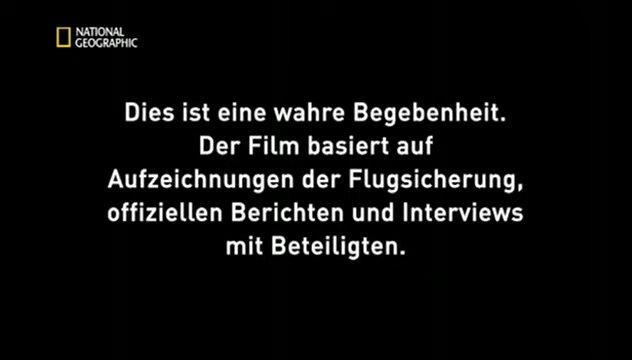 NATIONAL
GEOGRAPHIC
Dies ist eine wahre Begebenheit.
Der Film basiert auf
Aufzeichnungen der Flugsicherung,
offiziellen Berichten und Interviews
mit Beteiligten.